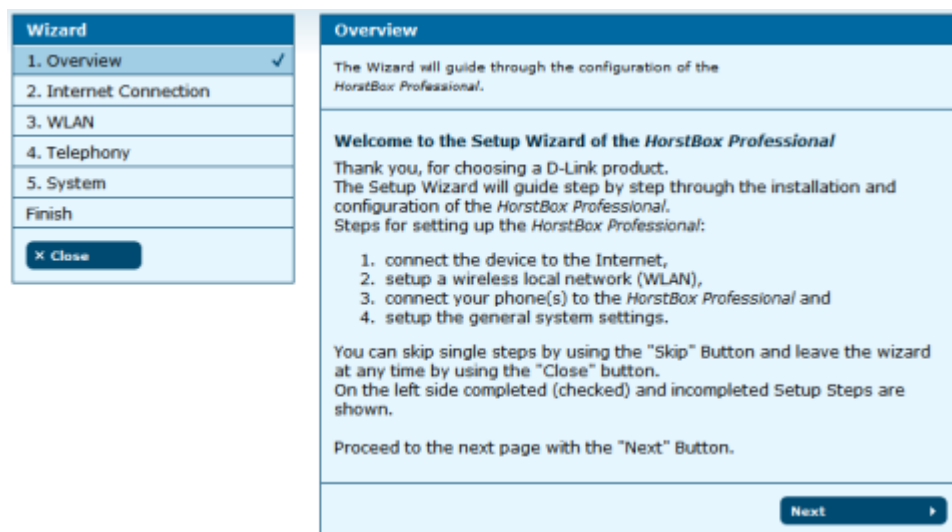 Wizard
1. Overview
2. Internet Connection
3. WLAN
4. Telephony
5. System
Finish
× Close
Overview
The Wizard will guide through the configuration of the
HorstBox Professional.
Welcome to the Setup Wizard of the HorstBox Professional
Thank you, for choosing a D-Link product.
The Setup Wizard will guide step by step through the installation and
configuration of the HorstBox Professional.
Steps for setting up the HorstBox Professional:
1. connect the device to the Internet,
2. setup a wireless local network (WLAN),
3. connect your phone(s) to the HorstBox Professional and
4. setup the general system settings.
You can skip single steps by using the "Skip" Button and leave the wizard
at any time by using the "Close" button.
On the left side completed (checked) and incompleted Setup Steps are
shown.
Proceed to the next page with the "Next" Button.
Next